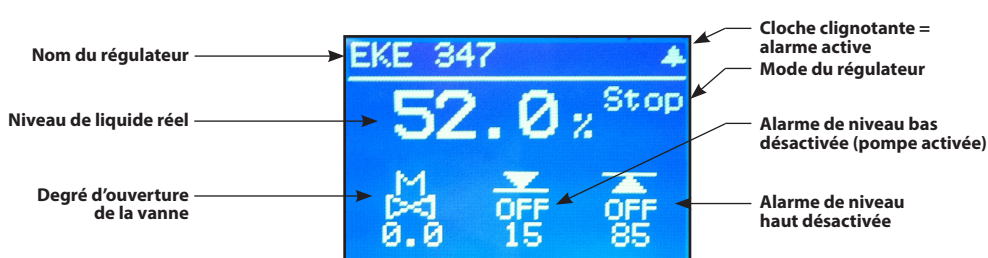 Nom du régulateur
Niveau de liquide réel
Degré d'ouverture
de la vanne
EKE 347
Stop
52.0 %
M
OFF
OFF
0.0
15
85
Cloche clignotante =
alarme active
Mode du régulateur
Alarme de niveau bas
désactivée (pompe activée)
Alarme de niveau
haut désactivée